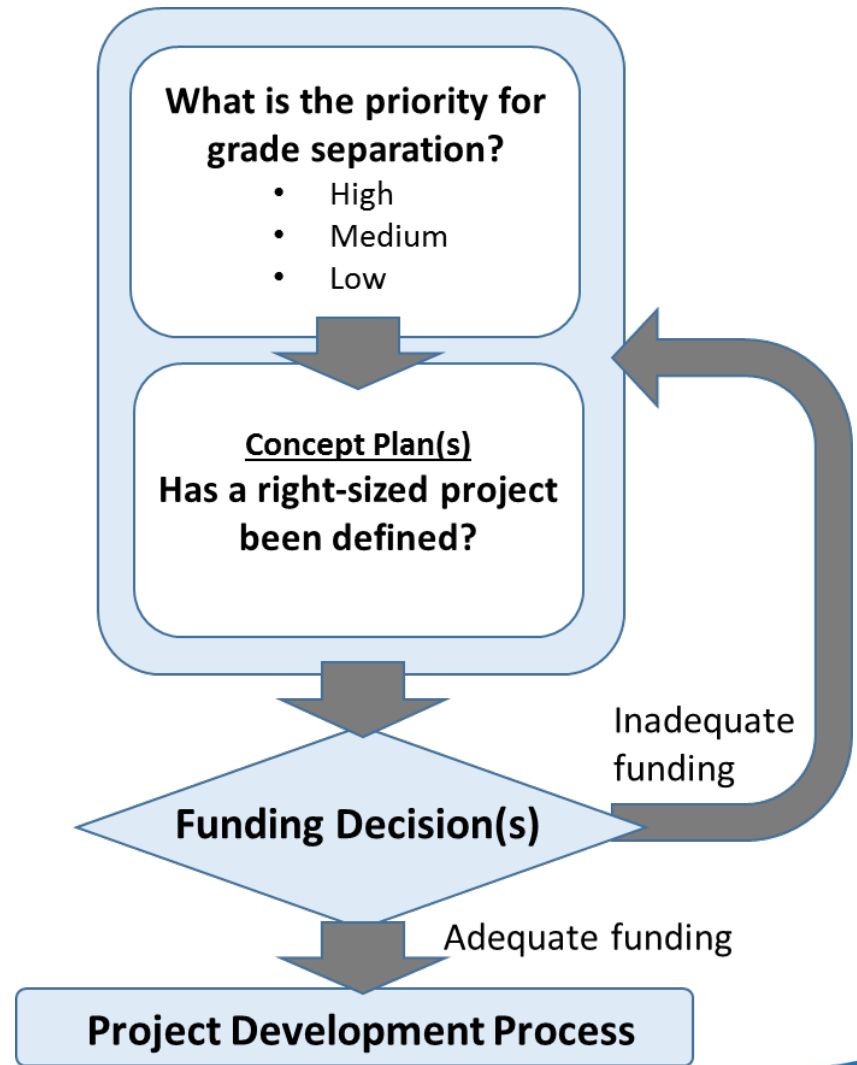 What is the priority for
grade separation?
• High
• Medium
• Low
Concept Plan(s)
Has a right-sized project
been defined?
Inadequate
funding
Funding Decision(s)
Adequate funding
Project Development Process